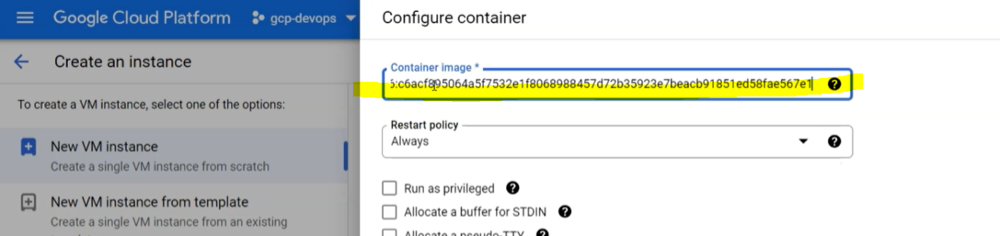 Google Cloud Platform
gcp-devops
Configure container
Create an instance
Container image *
:c6acf895064a5f7532e1f8068988457d72b35923e7beacb91851ed58fae567e1
To create a VM instance, select one of the options:
Restart policy
Always
New VM instance
Create a single VM instance from scratch
Run as privileged
New VM instance from template
Allocate a buffer for STDIN
Create a single VM instance from an existing
Allocate a pseudo-TTY